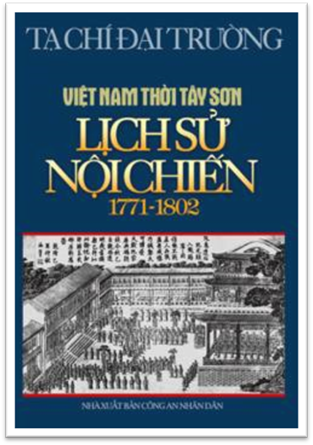 TẠ CHÍ ĐẠI TRƯỜNG
VIỆT NAM THỜI TÂY SƠN
LỊCH SỬ
NỘI CHIẾN
1771-1802
NHÀ XUẤT BẢN CÔNG AN NHÂN DÂN